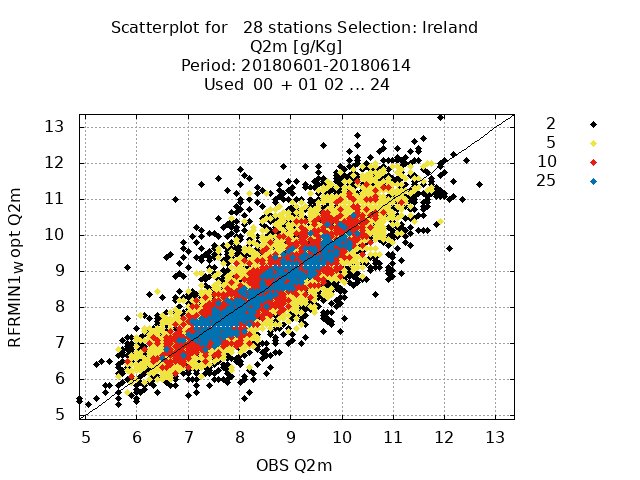 Scatterplot for 28 stations Selection: Ireland
Q2m [g/Kg]
Period: 20180601-20180614
Used 00 + 01 02 ... 24
2
5
10
25
RFRMIN1w opt Q2m
13
12
11
10
9
8
7
6
5
5 6 7 8 9 10 11 12 13
OBS Q2m